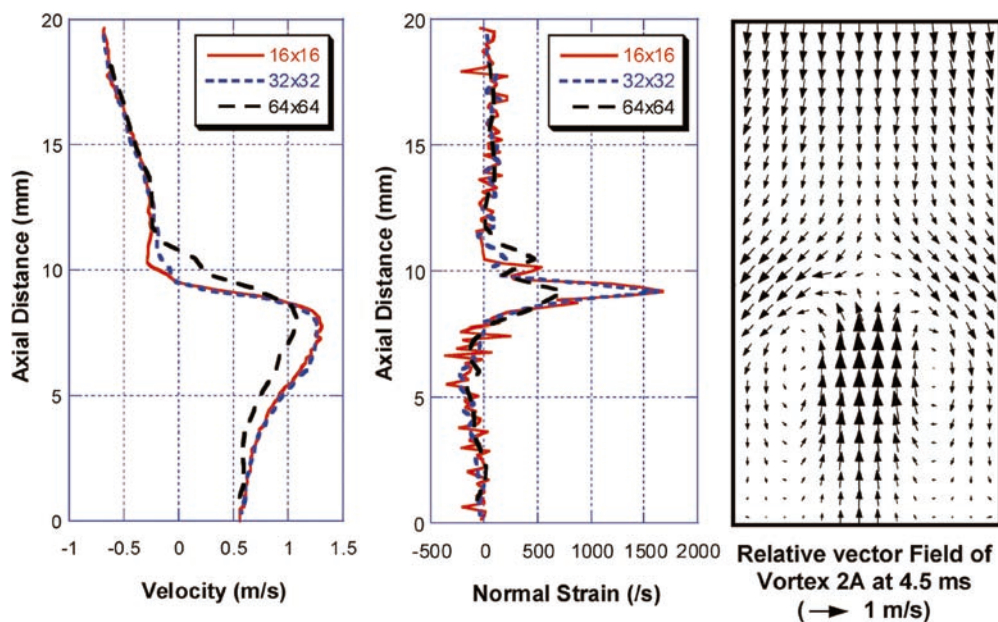 20
15
10
5
0
-1 -0.5 0 0.5 1 1.5
Axial Distance (mm)
Velocity (m/s)
16x16
32x32
64x64
20
15
10
5
0
-500 0 500 1000 1500 2000
Axial Distance (mm)
Normal Strain (/s)
16x16
32x32
64x64
Relative vector Field of
Vortex 2A at 4.5 ms
( 1 m/s)